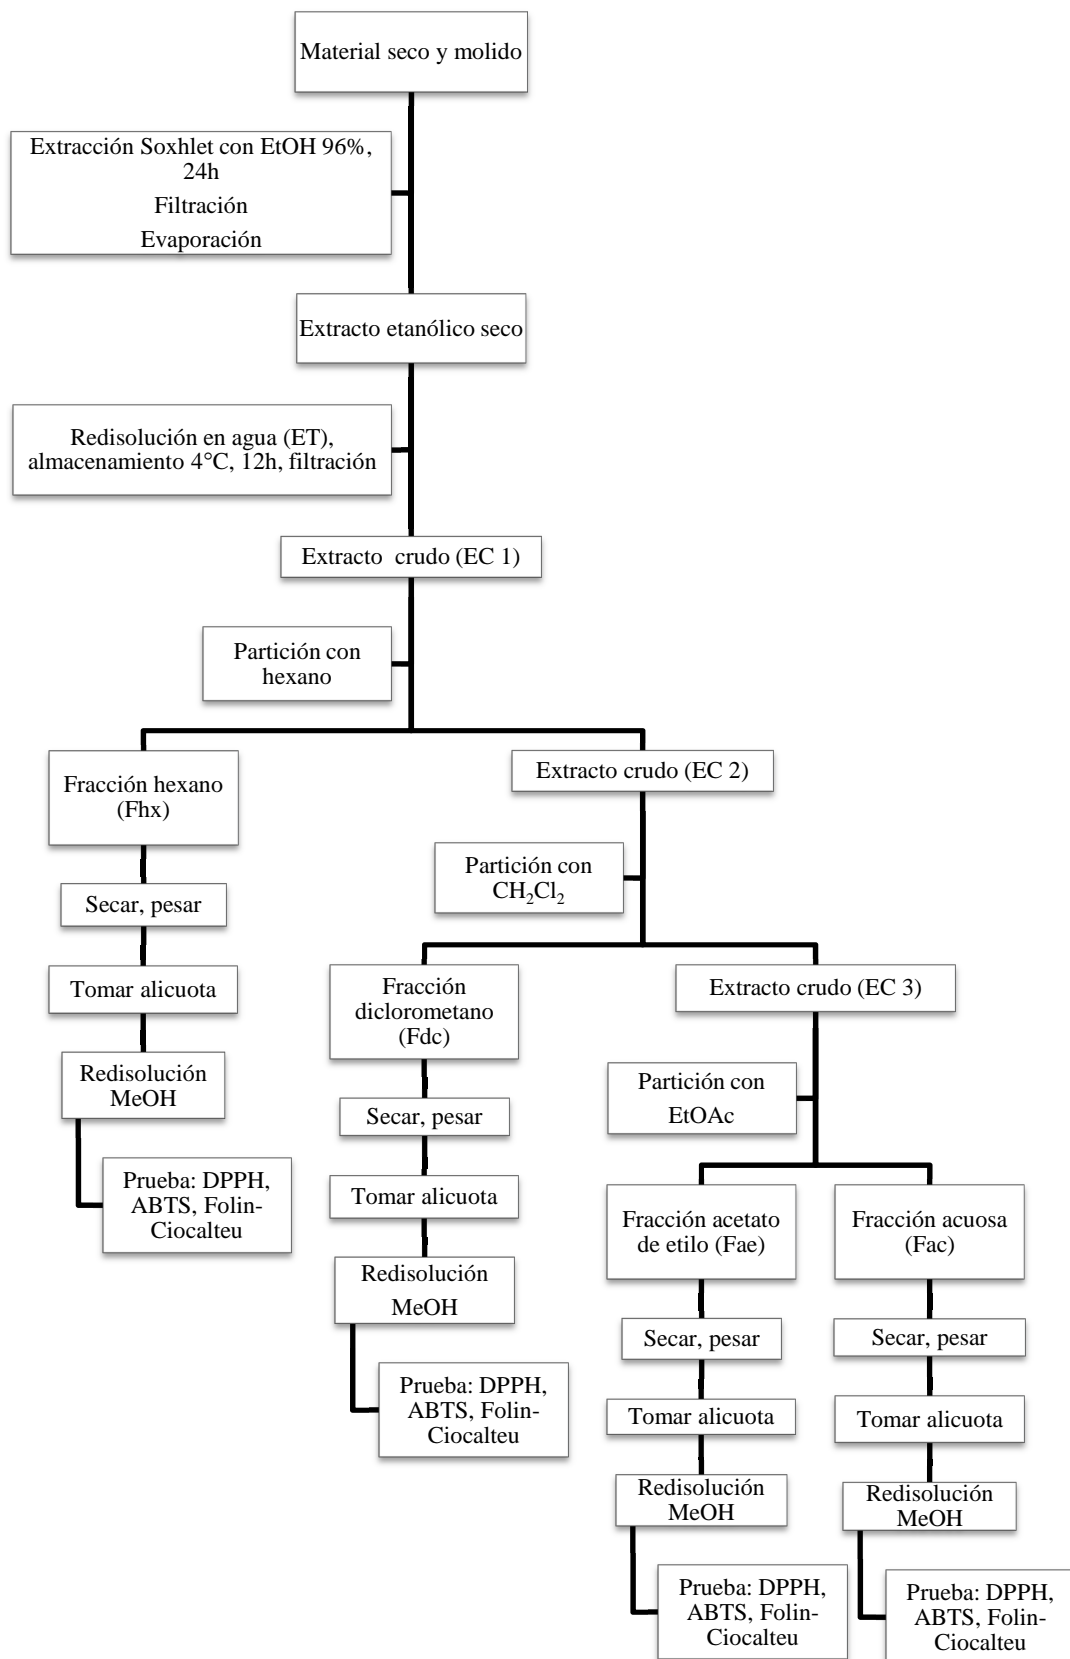 Material seco y molido
Extracción Soxhlet con EtOH 96%,
24h
Filtración
Evaporación
Extracto etanólico seco
Redisolución en agua (ET),
almacenamiento 4°C, 12h, filtración
Extracto crudo (EC 1)
Partición con
hexano
Fracción hexano
(Fhx)
Extracto crudo (EC 2)
Partición con
CH₂Cl₂
Secar, pesar
Tomar alicuota
Redisolución
MeOH
Prueba: DPPH,
ABTS, Folin-
Ciocalteu
Fracción
diclorometano
(Fdc)
Extracto crudo (EC 3)
Partición con
EtOAc
Secar, pesar
Tomar alicuota
Redisolución
MeOH
Prueba: DPPH,
ABTS, Folin-
Ciocalteu
Fracción acetato
de etilo (Fae)
Secar, pesar
Tomar alicuota
Redisolución
MeOH
Prueba: DPPH,
ABTS, Folin-
Ciocalteu
Fracción acuosa
(Fac)
Secar, pesar
Tomar alicuota
Redisolución
MeOH
Prueba: DPPH,
ABTS, Folin-
Ciocalteu